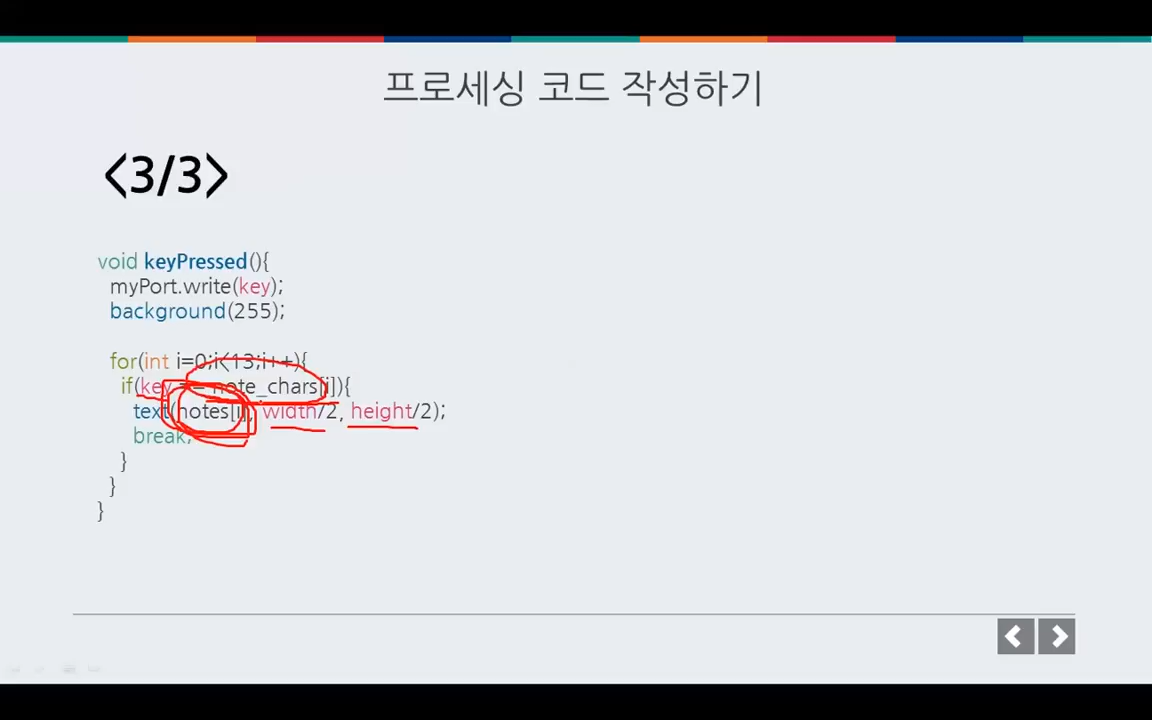 프로세싱 코드 작성하기
<3/3>
void keyPressed(){
myPort.write(key);
background(255);
for(int i=0;i<13;i++){
if(key == note_chars[i]){
text(notes[i], width/2, height/2);
break;
}
}
}